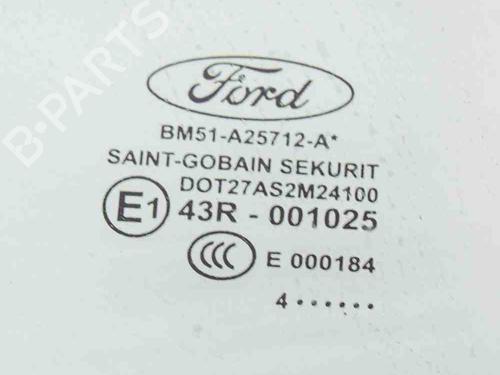 B-PARTS
Ford
BM51-A25712-A*
SAINT-GOBAIN SEKURIT
DOT27AS2M24100
E1 43R - 001025
CCC E 000184
4 ••••••